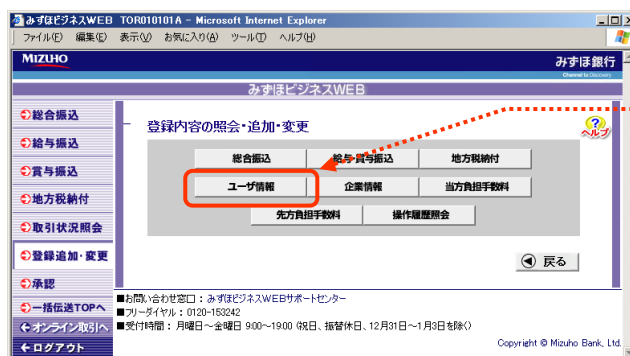 みずほビジネスWEB TOR010101A - Microsoft Internet Explorer
ファイル(F) 編集(E) 表示(V) お気に入り(A) ツール(T) ヘルプ(H)
MIZUHO みずほ銀行
Channel to Discovery
みずほビジネスWEB
総合振込
給与振込
賞与振込
地方税納付
取引状況照会
登録追加・変更
承認
一括伝送TOPへ
オンライン取引へ
ログアウト
登録内容の照会・追加・変更
ヘルプ
総合振込 給与・賞与振込 地方税納付
ユーザ情報 企業情報 当方負担手数料
先方負担手数料 操作履歴照会
戻る
■お問い合わせ窓口:みずほビジネスWEBサポートセンター
■フリーダイヤル:0120-153242
■受付時間:月曜日~金曜日 9:00~19:00 (祝日、振替休日、12月31日~1月3日を除く)
Copyright © Mizuho Bank, Ltd.